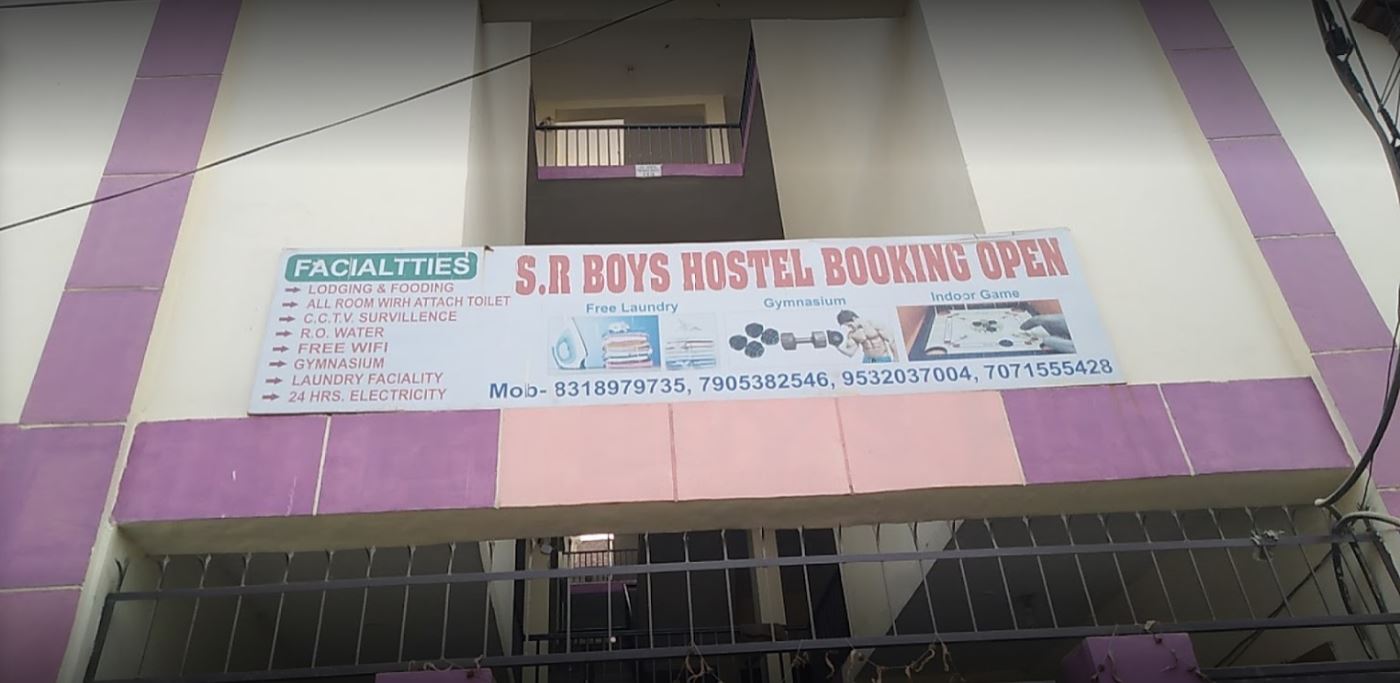 FACIALTTIES
LODGING & FOODING
ALL ROOM WIRH ATTACH TOILET
C.C.T.V. SURVILLENCE
R.O. WATER
FREE WIFI
GYMNASIUM
LAUNDRY FACIALITY
24 HRS. ELECTRICITY
S.R BOYS HOSTEL BOOKING OPEN
Free Laundry
Gymnasium
Indoor Game
Mob- 8318979735, 7905382546, 9532037004, 7071555428